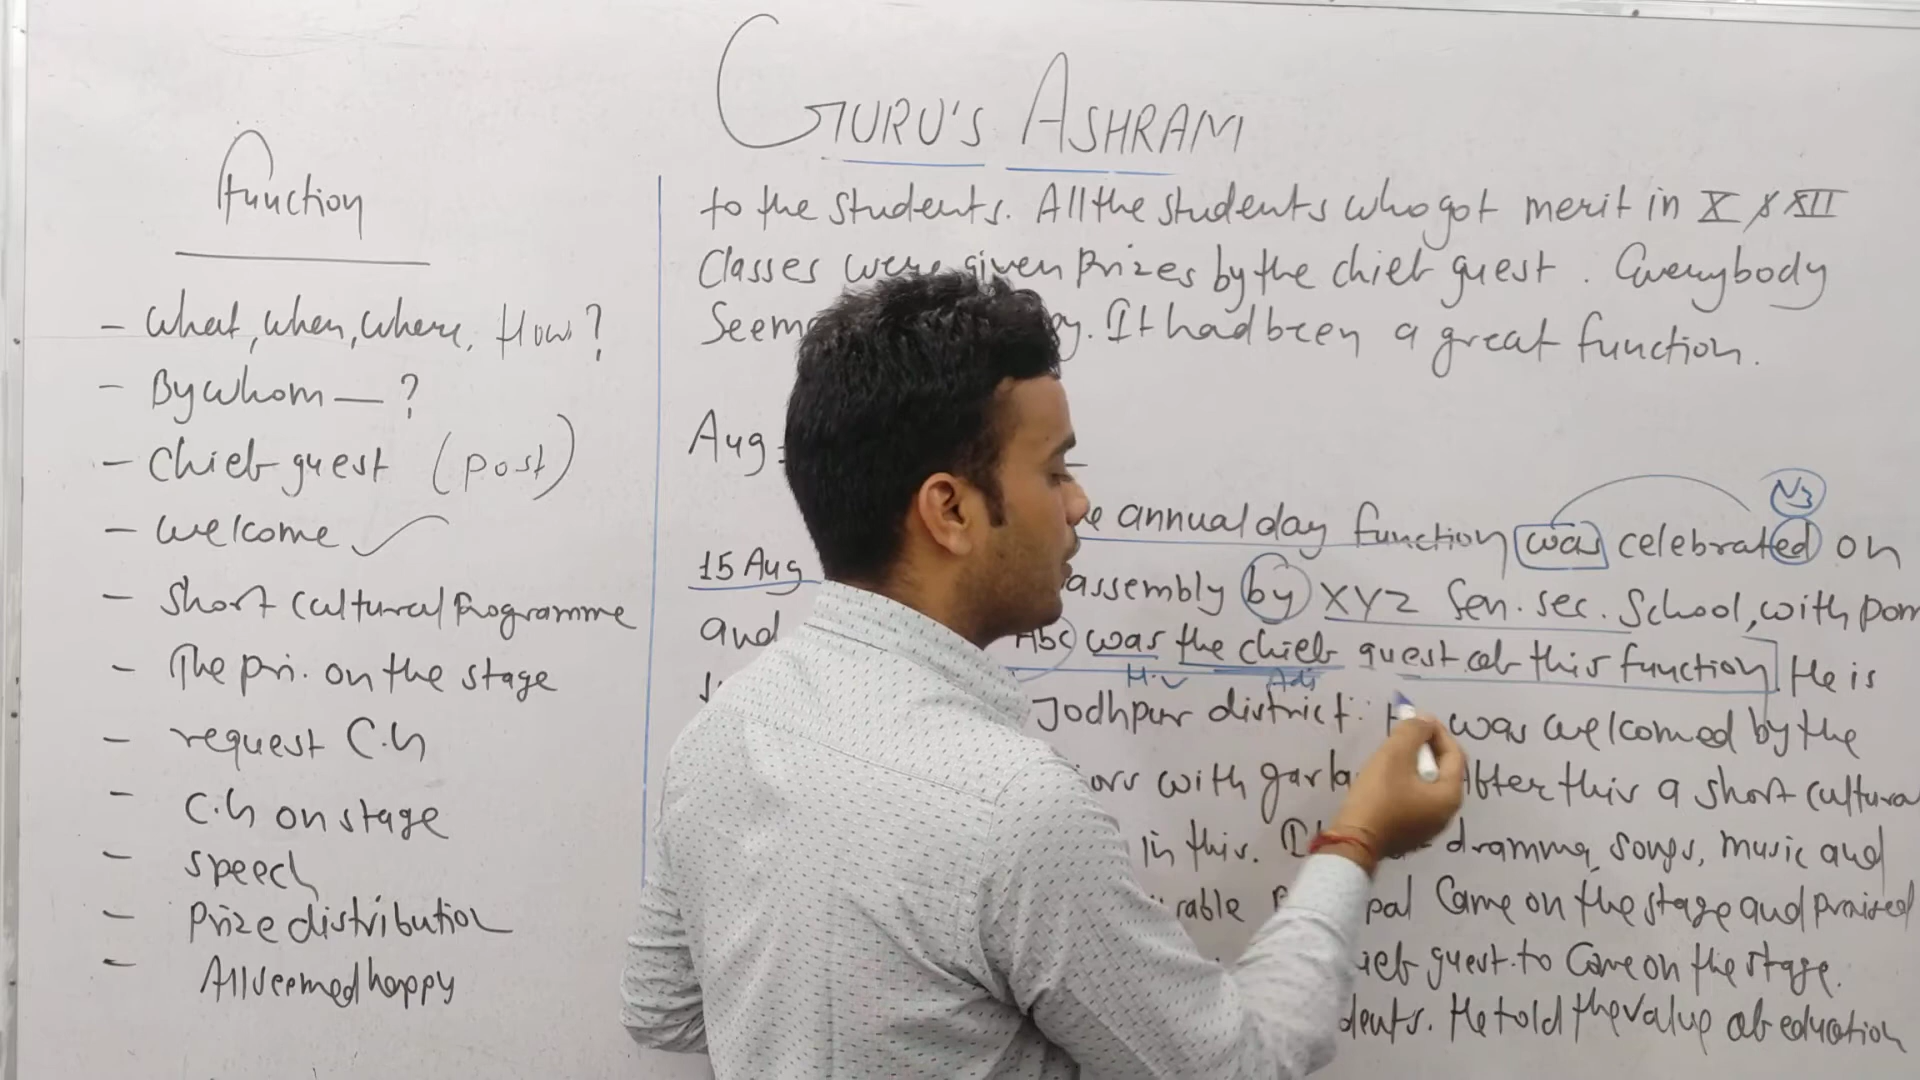 GURU'S ASHRAM
function
- What, when, where, How?
- By whom — ?
- Chief guest (post)
- welcome ✓
- Short Cultural Programme
- The pri. on the stage
- request C.h
- C.h on stage
- speech
- Prize distribution
- All seemed happy
to the students. All the students who got merit in X & XII
Classes were given Prizes by the chief guest. Everybody
Seem
It had been a great function.
Aug
annual day function was celebrated on
V3
15 Aug
assembly by XYZ Sen. sec. School, with pom
and
Abc was the chief guest of this function. He is
H.V Adj
Jodhpur district. was welcomed by the
with After this a short cultura
in this. dramma, songs, music and
came on the stage and praised
guest to come on the stage.
He told the value of education